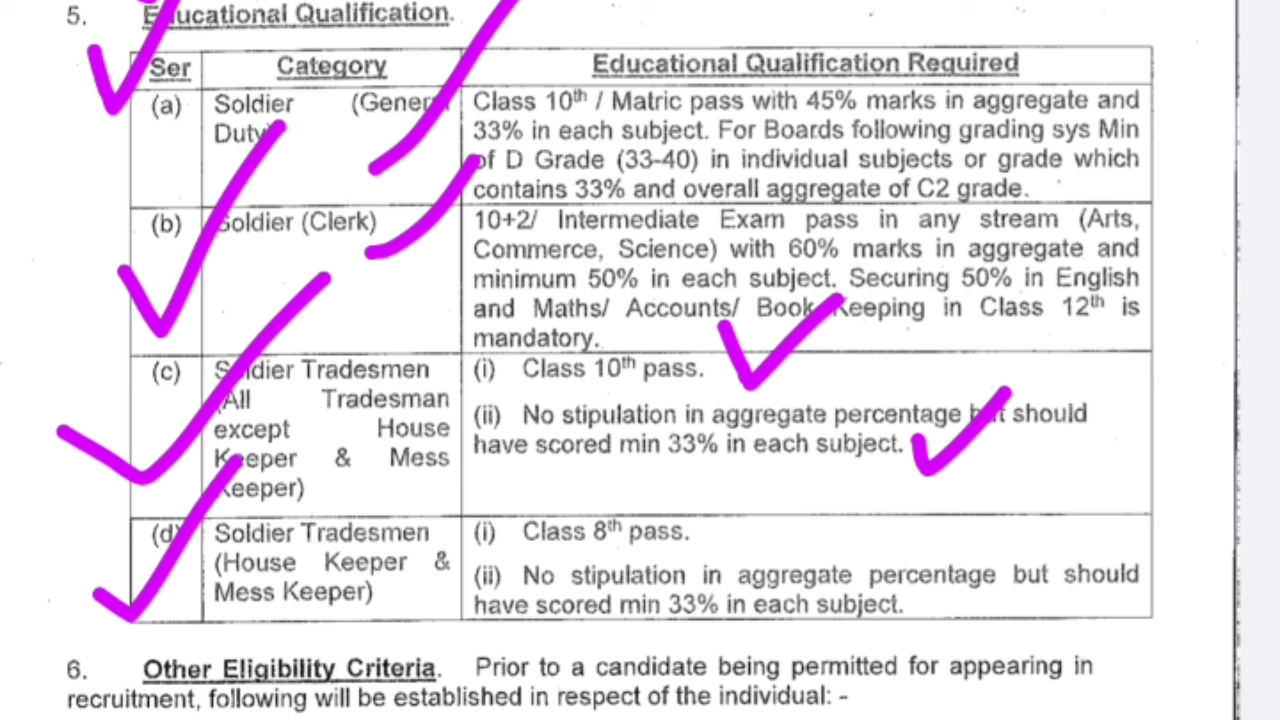 5. Educational Qualification.
Ser Category Educational Qualification Required
(a) Soldier (General Duty) Class 10th / Matric pass with 45% marks in aggregate and
33% in each subject. For Boards following grading sys Min
of D Grade (33-40) in individual subjects or grade which
contains 33% and overall aggregate of C2 grade.
(b) Soldier (Clerk) 10+2/ Intermediate Exam pass in any stream (Arts,
Commerce, Science) with 60% marks in aggregate and
minimum 50% in each subject. Securing 50% in English
and Maths/ Accounts/ Book Keeping in Class 12th is
mandatory.
(c) Soldier Tradesmen
(All Tradesman
except House
Keeper & Mess
Keeper)
(i) Class 10th pass.
(ii) No stipulation in aggregate percentage but should
have scored min 33% in each subject.
(d) Soldier Tradesmen
(House Keeper &
Mess Keeper)
(i) Class 8th pass.
(ii) No stipulation in aggregate percentage but should
have scored min 33% in each subject.
6. Other Eligibility Criteria. Prior to a candidate being permitted for appearing in
recruitment, following will be established in respect of the individual: -